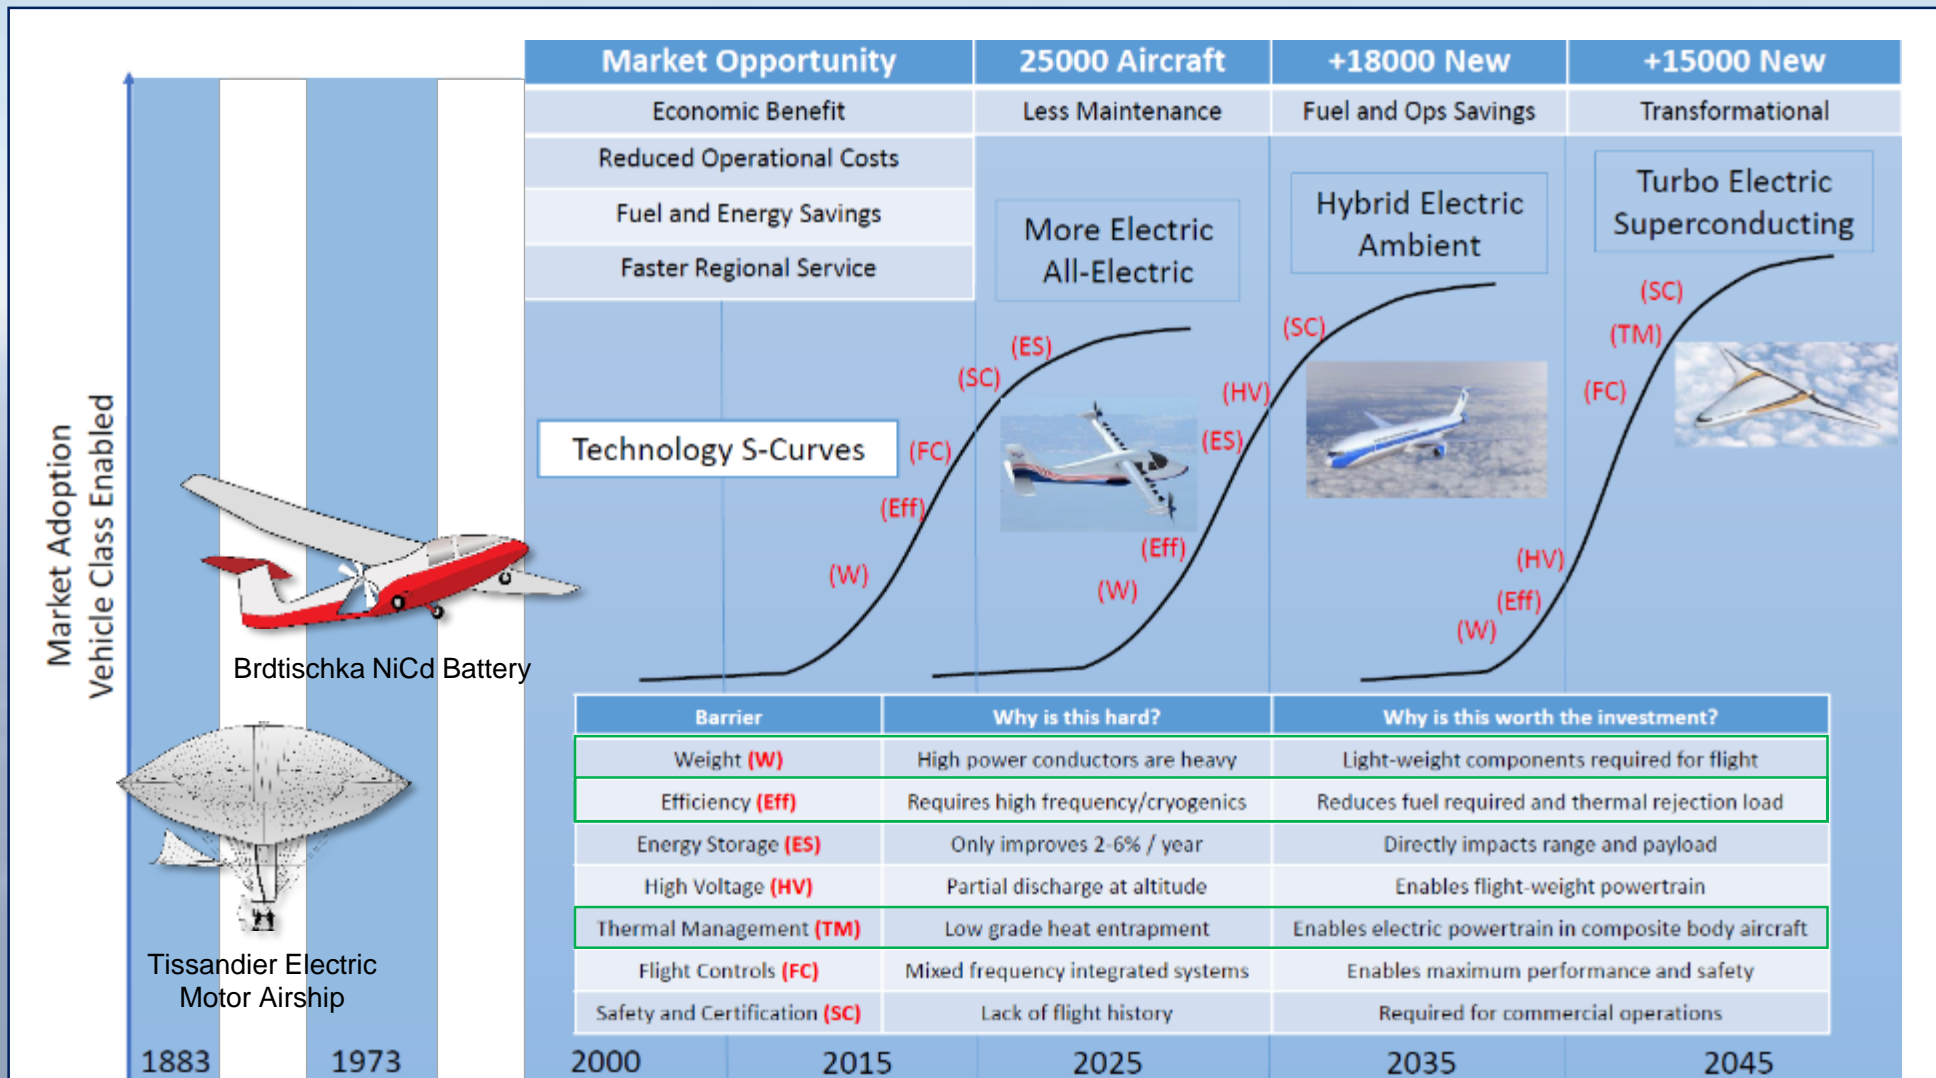 Market Opportunity
25000 Aircraft
+18000 New
+15000 New
Economic Benefit
Less Maintenance
Fuel and Ops Savings
Transformational
Reduced Operational Costs
Fuel and Energy Savings
Faster Regional Service
More Electric
All-Electric
Hybrid Electric
Ambient
Turbo Electric
Superconducting
Market Adoption
Vehicle Class Enabled
Technology S-Curves
(W)
(Eff)
(FC)
(SC)
(ES)
(W)
(Eff)
(ES)
(HV)
(SC)
(W)
(Eff)
(HV)
(FC)
(TM)
(SC)
Brdtischka NiCd Battery
Tissandier Electric
Motor Airship
Barrier
Why is this hard?
Why is this worth the investment?
Weight (W)
High power conductors are heavy
Light-weight components required for flight
Efficiency (Eff)
Requires high frequency/cryogenics
Reduces fuel required and thermal rejection load
Energy Storage (ES)
Only improves 2-6% / year
Directly impacts range and payload
High Voltage (HV)
Partial discharge at altitude
Enables flight-weight powertrain
Thermal Management (TM)
Low grade heat entrapment
Enables electric powertrain in composite body aircraft
Flight Controls (FC)
Mixed frequency integrated systems
Enables maximum performance and safety
Safety and Certification (SC)
Lack of flight history
Required for commercial operations
1883
1973
2000
2015
2025
2035
2045